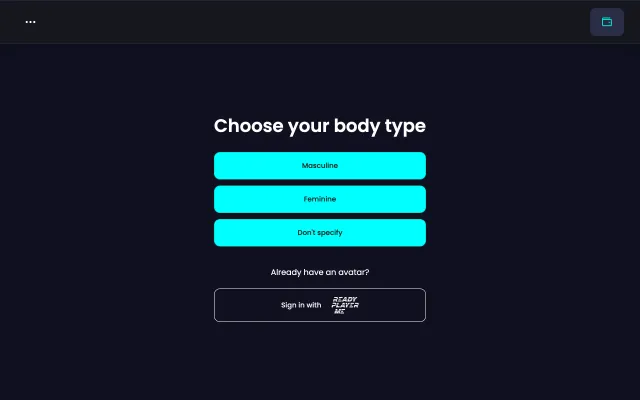 ...
Choose your body type
Masculine
Feminine
Don't specify
Already have an avatar?
Sign in with
READY
PLAYER
ME